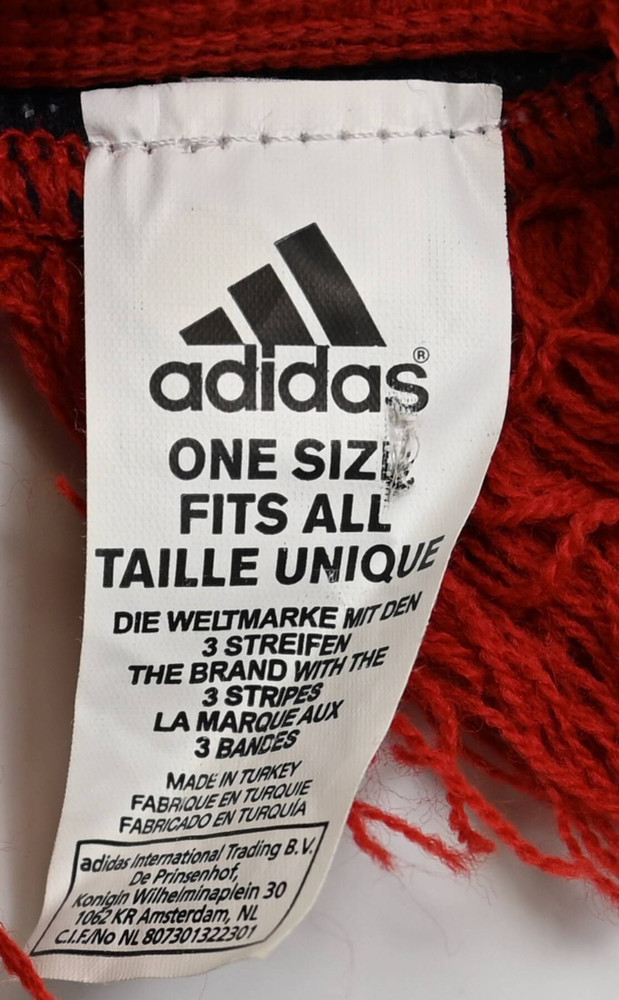 adidas®
ONE SIZE
FITS ALL
TAILLE UNIQUE
DIE WELTMARKE MIT DEN
3 STREIFEN
THE BRAND WITH THE
3 STRIPES
LA MARQUE AUX
3 BANDES
MADE IN TURKEY
FABRIQUE EN TURQUIE
FABRICADO EN TURQUÍA
adidas International Trading B.V.
De Prinsenhof,
Konigin Wilhelminaplein 30
1062 KR Amsterdam, NL
C.I.F./No NL 807301322301